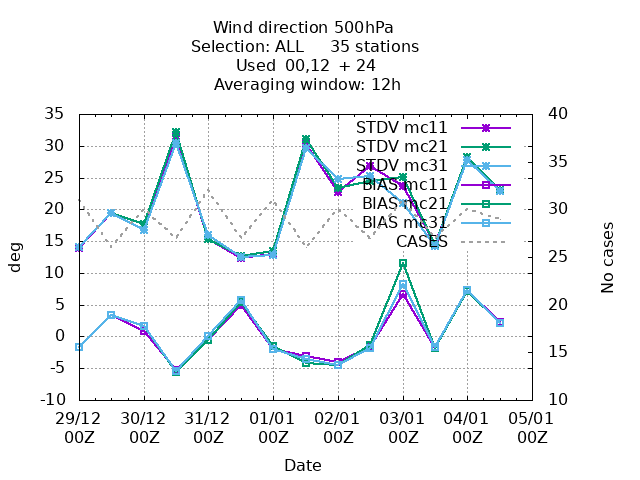 Wind direction 500hPa
Selection: ALL 35 stations
Used 00,12 + 24
Averaging window: 12h
35
30
25
20
15
10
5
0
-5
-10
40
35
30
25
20
15
10
STDV mc11
STDV mc21
STDV mc31
BIAS mc11
BIAS mc21
BIAS mc31
CASES
deg
No cases
29/12 30/12 31/12 01/01 02/01 03/01 04/01 05/01
00Z 00Z 00Z 00Z 00Z 00Z 00Z 00Z
Date